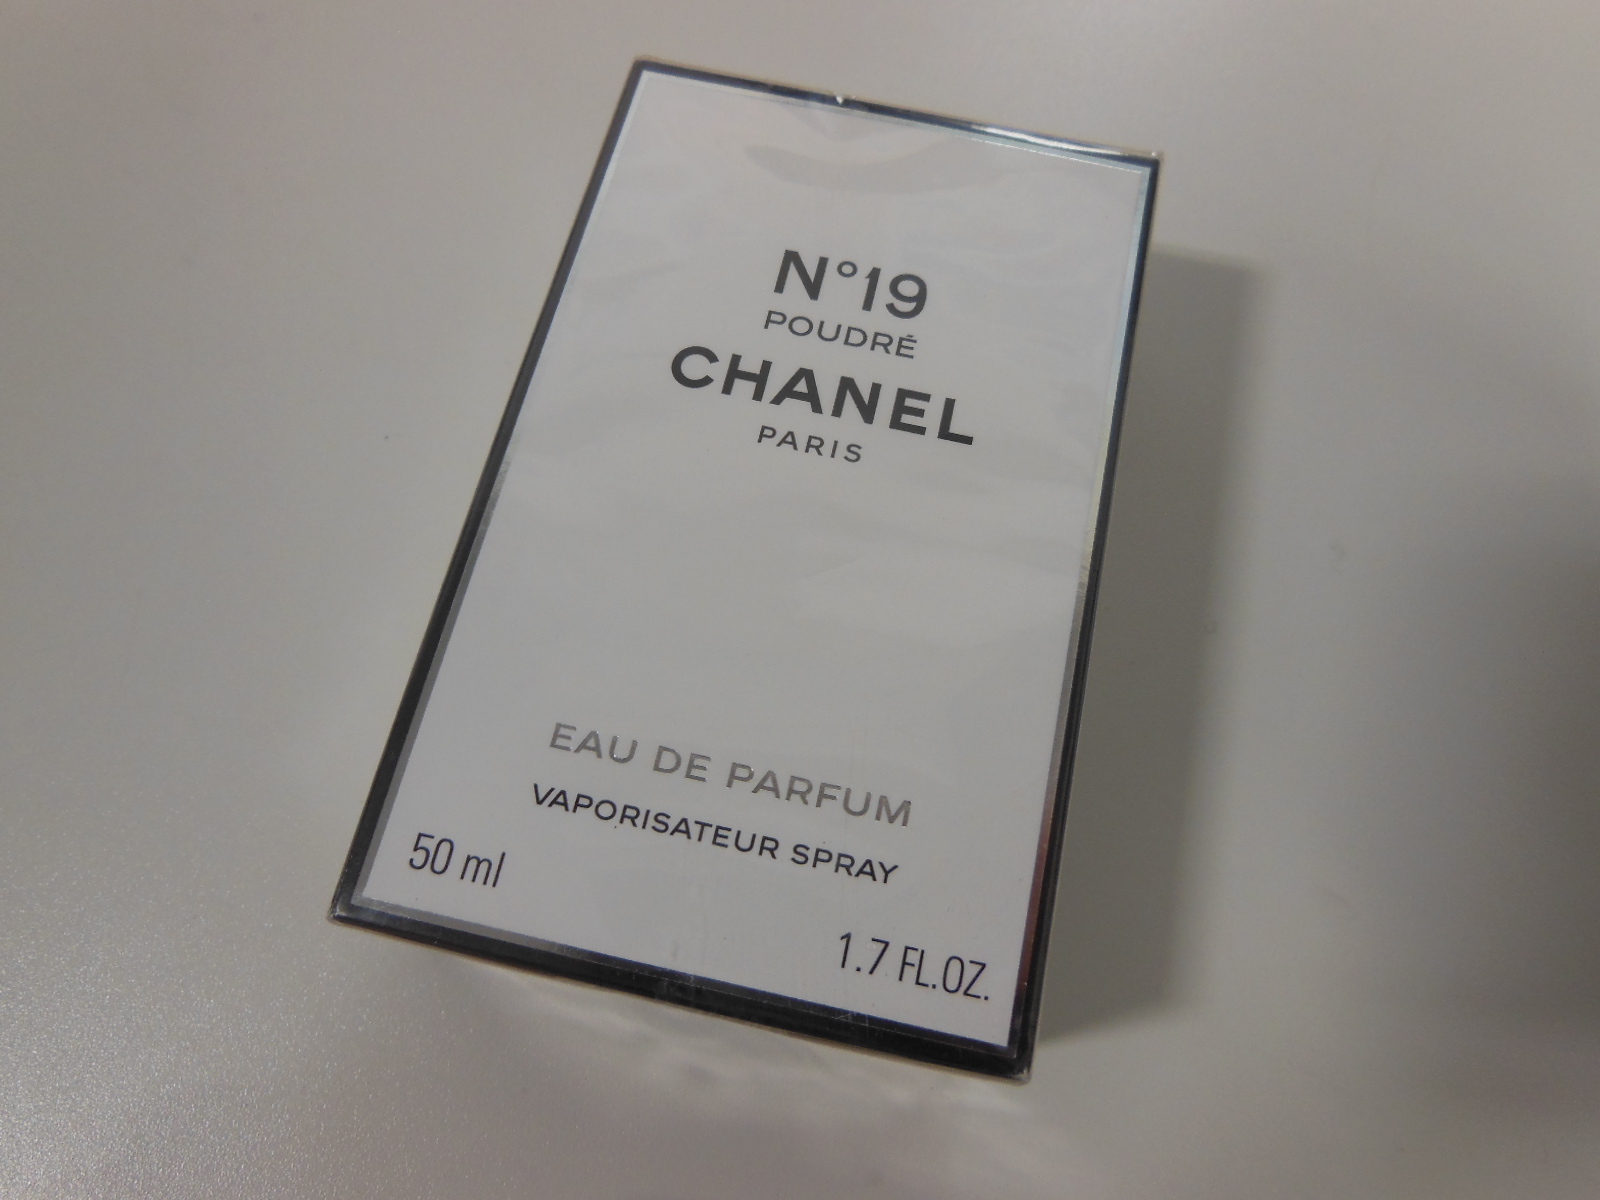 N°19
POUDRÉ
CHANEL
PARIS
EAU DE PARFUM
VAPORISATEUR SPRAY
50 ml
1.7 FL.OZ.